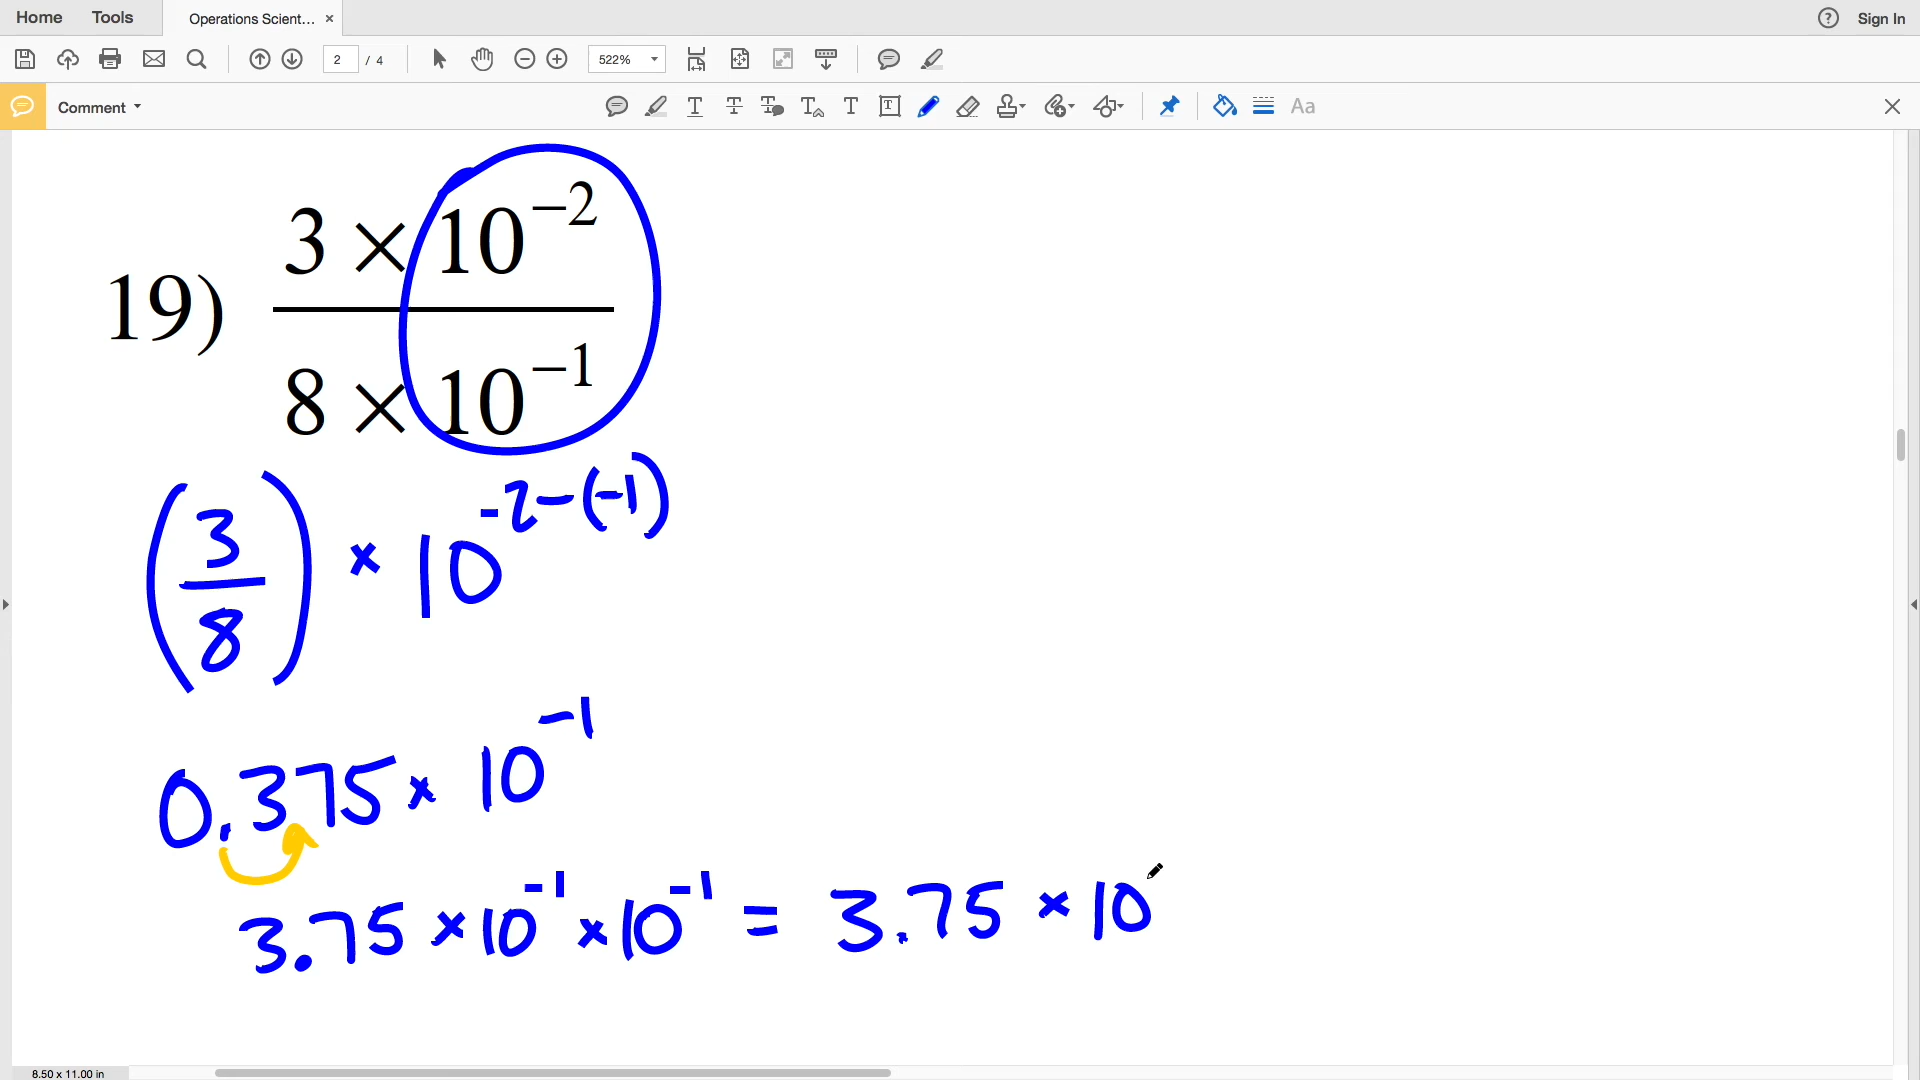 Home Tools Operations Scient... × ? Sign In
2 / 4 522%
Comment T T T T T T Aa
19) 3 × 10⁻²
8 × 10⁻¹
(3/8) × 10⁻²⁻⁽⁻¹⁾
0.375 × 10⁻¹
3.75 × 10⁻¹ × 10⁻¹ = 3.75 × 10
8.50 x 11.00 in